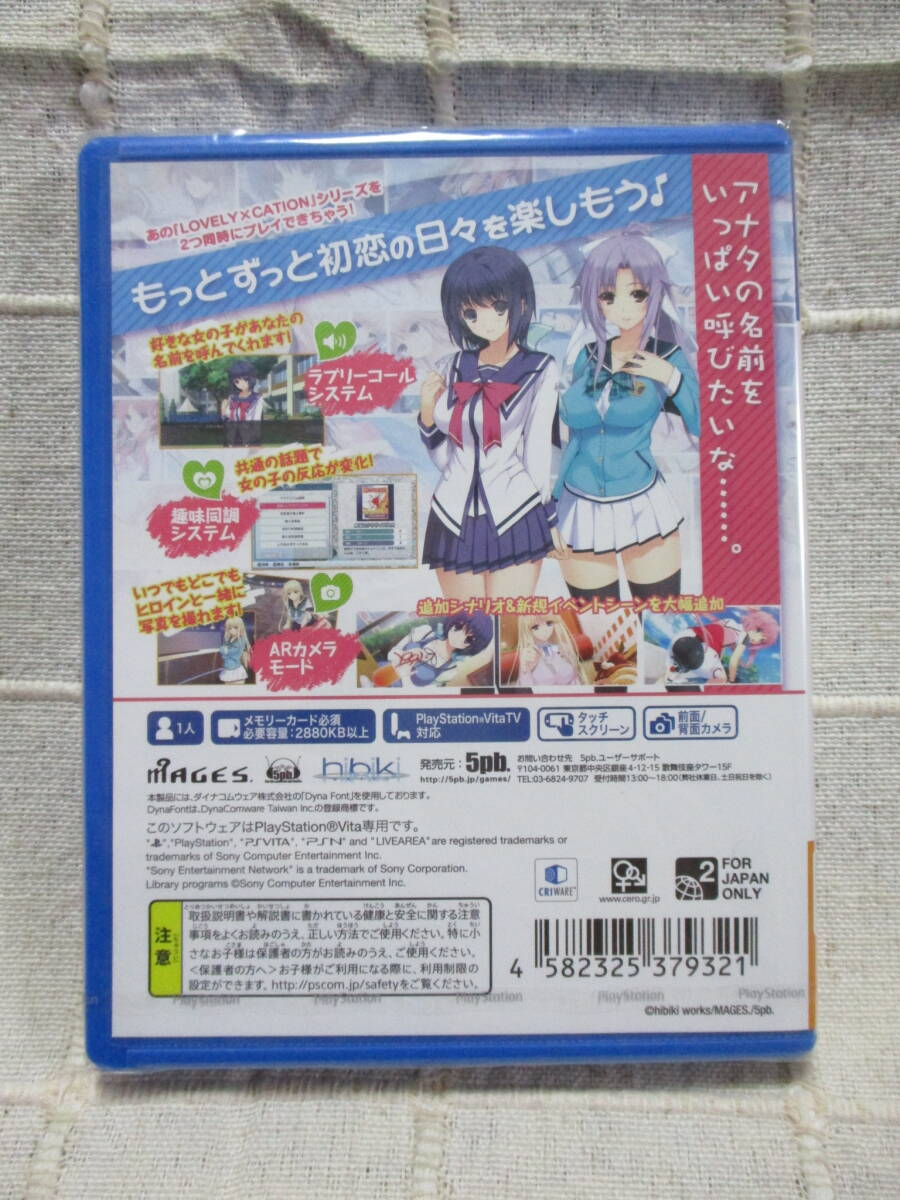 あの「LOVELY×CATION」シリーズを
2つ同時にプレイできちゃう!
もっとずっと初恋の日々を楽しもう♪
アナタの名前を
いっぱい呼びたいな……。
好きな女の子があなたの
名前を呼んでくれます!
ラブリーコール
システム
共通の話題で
女の子の反応が変化!
趣味同調
システム
いつでもどこでも
ヒロインと一緒に
写真を撮れます!
ARカメラ
モード
追加シナリオ&新規イベントシーンを大幅追加
1人
メモリーカード必須
必要容量:2880KB以上
PlayStation®VitaTV
対応
タッチ
スクリーン
前面/
背面カメラ
MAGES.
5pb.
hibiki
発売元: 5pb.
http://5pb.jp/games/
お問い合わせ先 5pb.ユーザーサポート
〒104-0061 東京都中央区銀座4-12-15 歌舞伎座タワー15F
TEL:03-6824-9707 受付時間13:00〜18:00(弊社休業日、土日祝日を除く)
本製品には、ダイナコムウェア株式会社の「Dyna Font」を使用しております。
DynaFontは、DynaComware Taiwan Inc.の登録商標です。
このソフトウェアはPlayStation®Vita専用です。
"","PlayStation", "PSVITA", "PSN" and "LIVEAREA" are registered trademarks or
trademarks of Sony Computer Entertainment Inc.
"Sony Entertainment Network" is a trademark of Sony Corporation.
Library programs ©Sony Computer Entertainment Inc.
CRIWARE
www.cero.gr.jp
2
FOR
JAPAN
ONLY
注意
取扱説明書や解説書に書かれている健康と安全に関する注意
事項をよくお読みのうえ、正しい方法でご使用ください。特に小
さなお子様は保護者の方がお読みのうえ、ご使用ください。
<保護者の方へ>お子様がご利用になる際に、利用制限の
設定ができます。http://pscom.jp/safetyをご覧ください。
4 582325 379321
PlayStation PlayStation PlayStation PlayStation PlayStation
©hibiki works/MAGES./5pb.